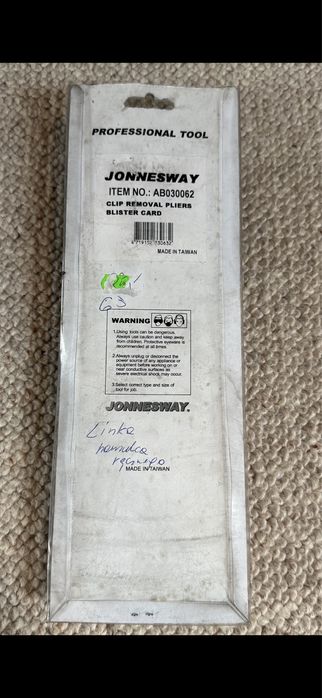 PROFESSIONAL TOOL
JONNESWAY
ITEM NO.: AB030062
CLIP REMOVAL PLIERS
BLISTER CARD
MADE IN TAIWAN
63
WARNING
1.Using tools can be dangerous.
Always use caution and keep away
from children. Protective eyewear is
recommended at all times.
2.Always unplug or disconnect the
power source of any appliance or
equipment before working on or
near conductive surfaces as
severe electrical shock may occur.
3.Select correct type and size of
tool for job.
JONNESWAY.
Linka
hamulca
ręcznego
MADE IN TAIWAN